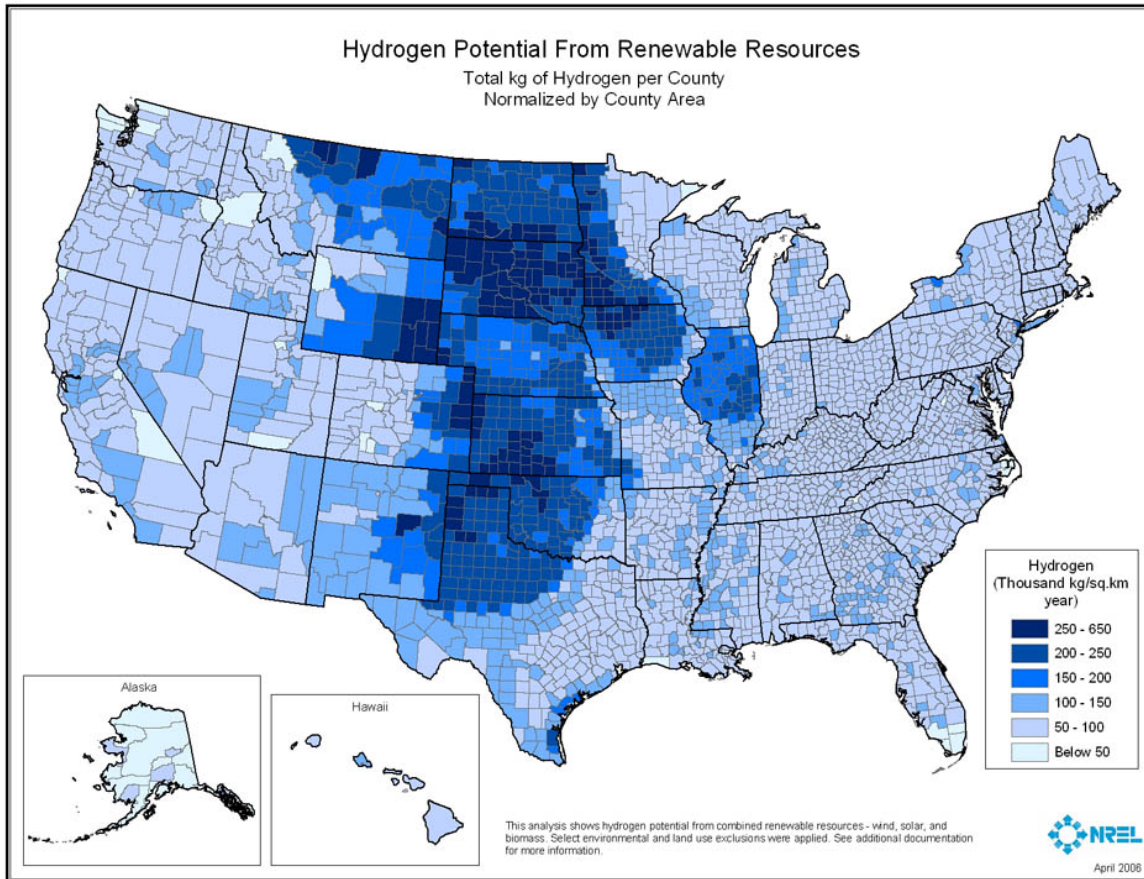 Hydrogen Potential From Renewable Resources
Total kg of Hydrogen per County
Normalized by County Area
Hydrogen
(Thousand kg/sq.km
year)
250 - 650
200 - 250
150 - 200
100 - 150
50 - 100
Below 50
Alaska
Hawaii
This analysis shows hydrogen potential from combined renewable resources - wind, solar, and
biomass. Select environmental and land use exclusions were applied. See additional documentation
for more information.
NREL
April 2006